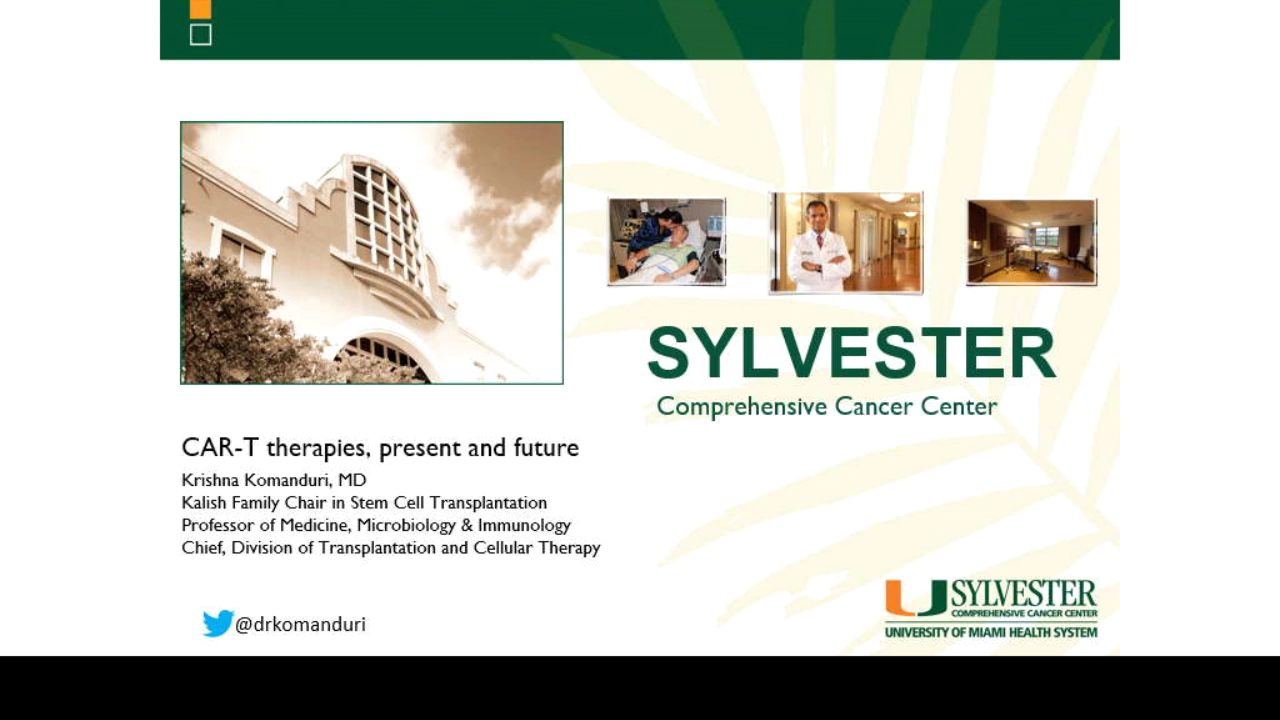 SYLVESTER
Comprehensive Cancer Center
CAR-T therapies, present and future
Krishna Komanduri, MD
Kalish Family Chair in Stem Cell Transplantation
Professor of Medicine, Microbiology & Immunology
Chief, Division of Transplantation and Cellular Therapy
@drkomanduri
SYLVESTER
COMPREHENSIVE CANCER CENTER
UNIVERSITY OF MIAMI HEALTH SYSTEM